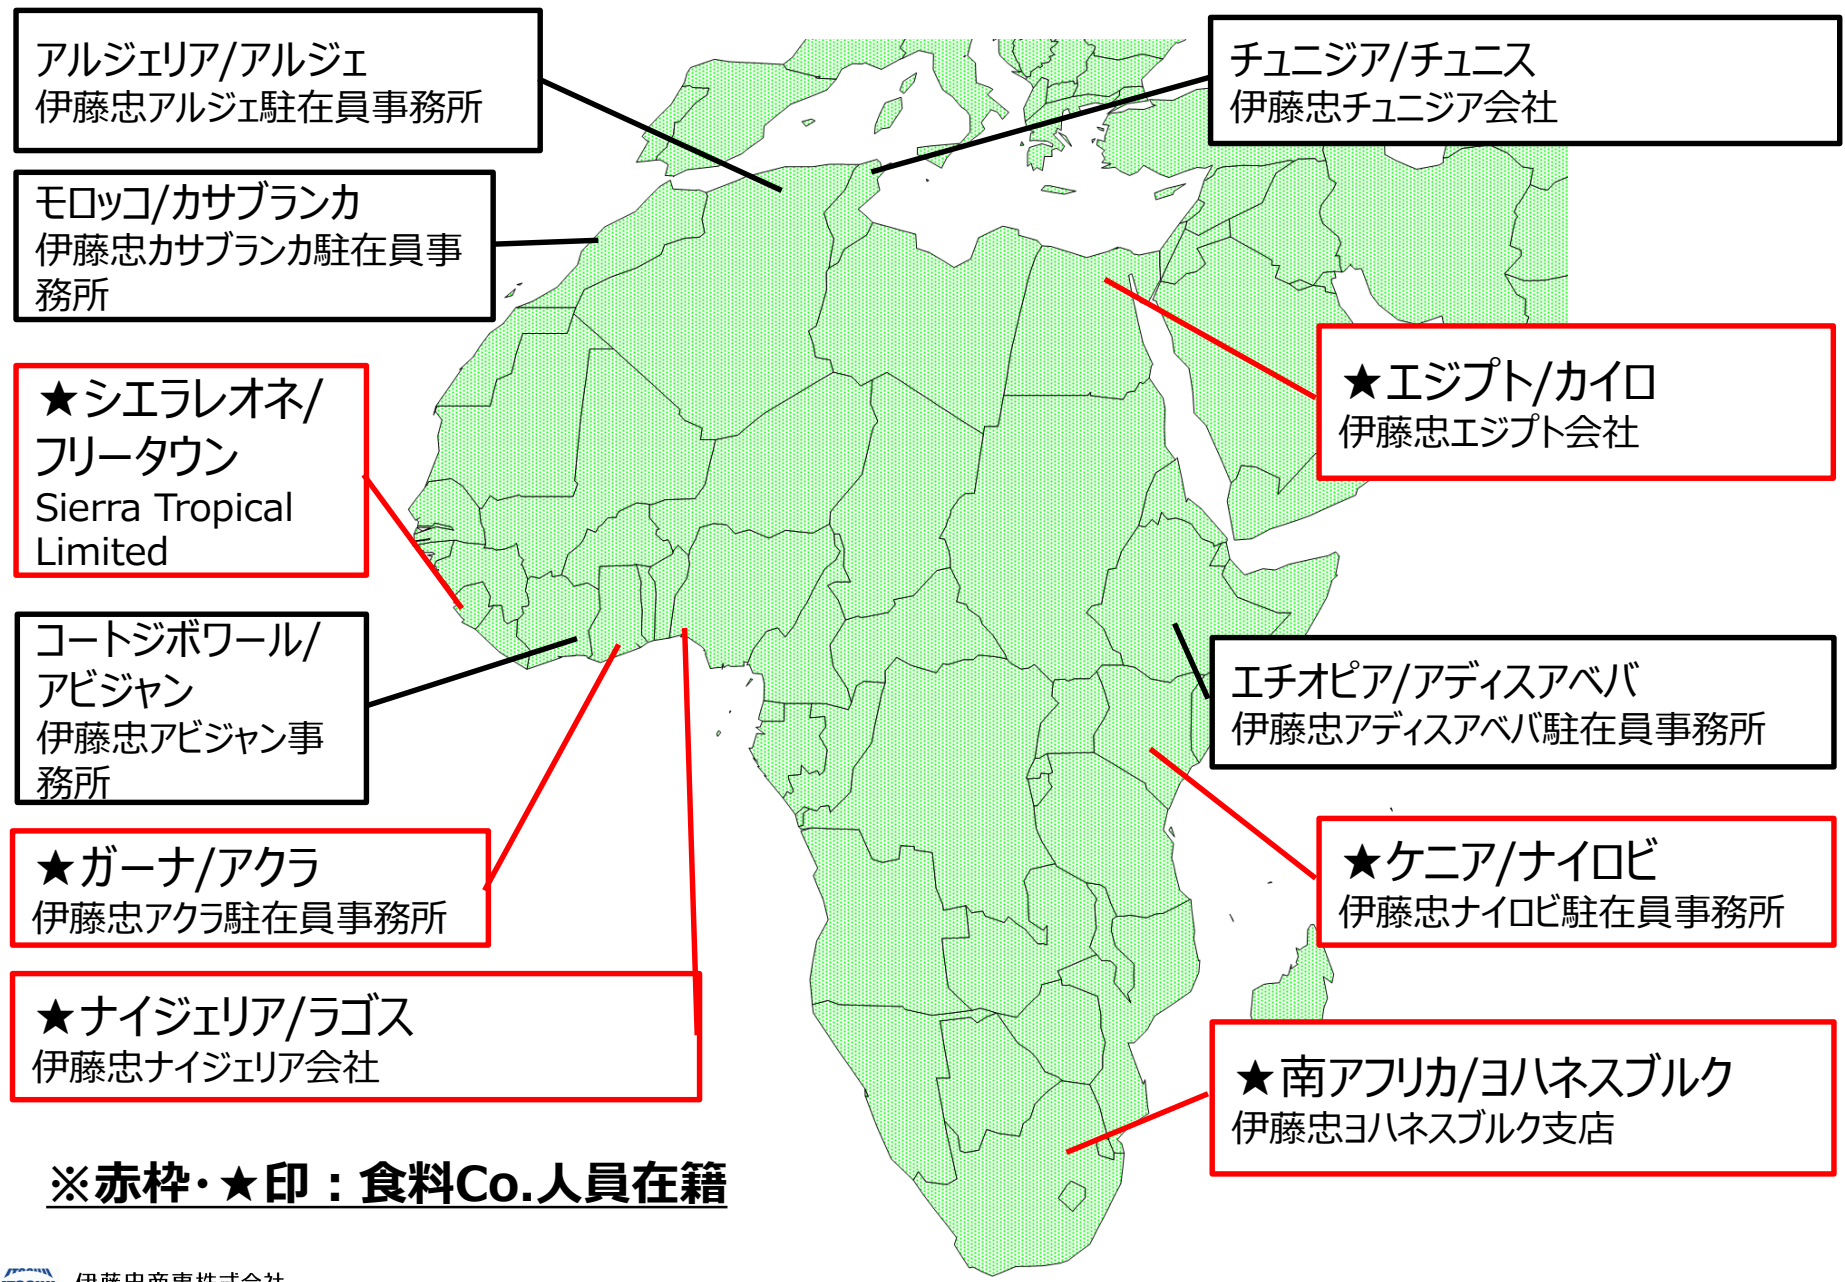 アルジェリア/アルジェ
伊藤忠アルジェ駐在員事務所
チュニジア/チュニス
伊藤忠チュニジア会社
モロッコ/カサブランカ
伊藤忠カサブランカ駐在員事
務所
★シエラレオネ/
フリータウン
Sierra Tropical
Limited
★エジプト/カイロ
伊藤忠エジプト会社
コートジボワール/
アビジャン
伊藤忠アビジャン事
務所
エチオピア/アディスアベバ
伊藤忠アディスアベバ駐在員事務所
★ガーナ/アクラ
伊藤忠アクラ駐在員事務所
★ケニア/ナイロビ
伊藤忠ナイロビ駐在員事務所
★ナイジェリア/ラゴス
伊藤忠ナイジェリア会社
★南アフリカ/ヨハネスブルク
伊藤忠ヨハネスブルク支店
※赤枠・★印：食料Co.人員在籍
伊藤忠商事株式会社